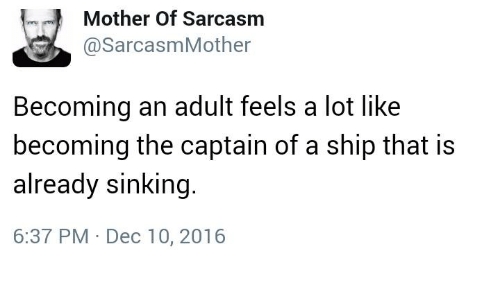 Mother Of Sarcasm
@SarcasmMother
Becoming an adult feels a lot like
becoming the captain of a ship that is
already sinking.
6:37 PM · Dec 10, 2016